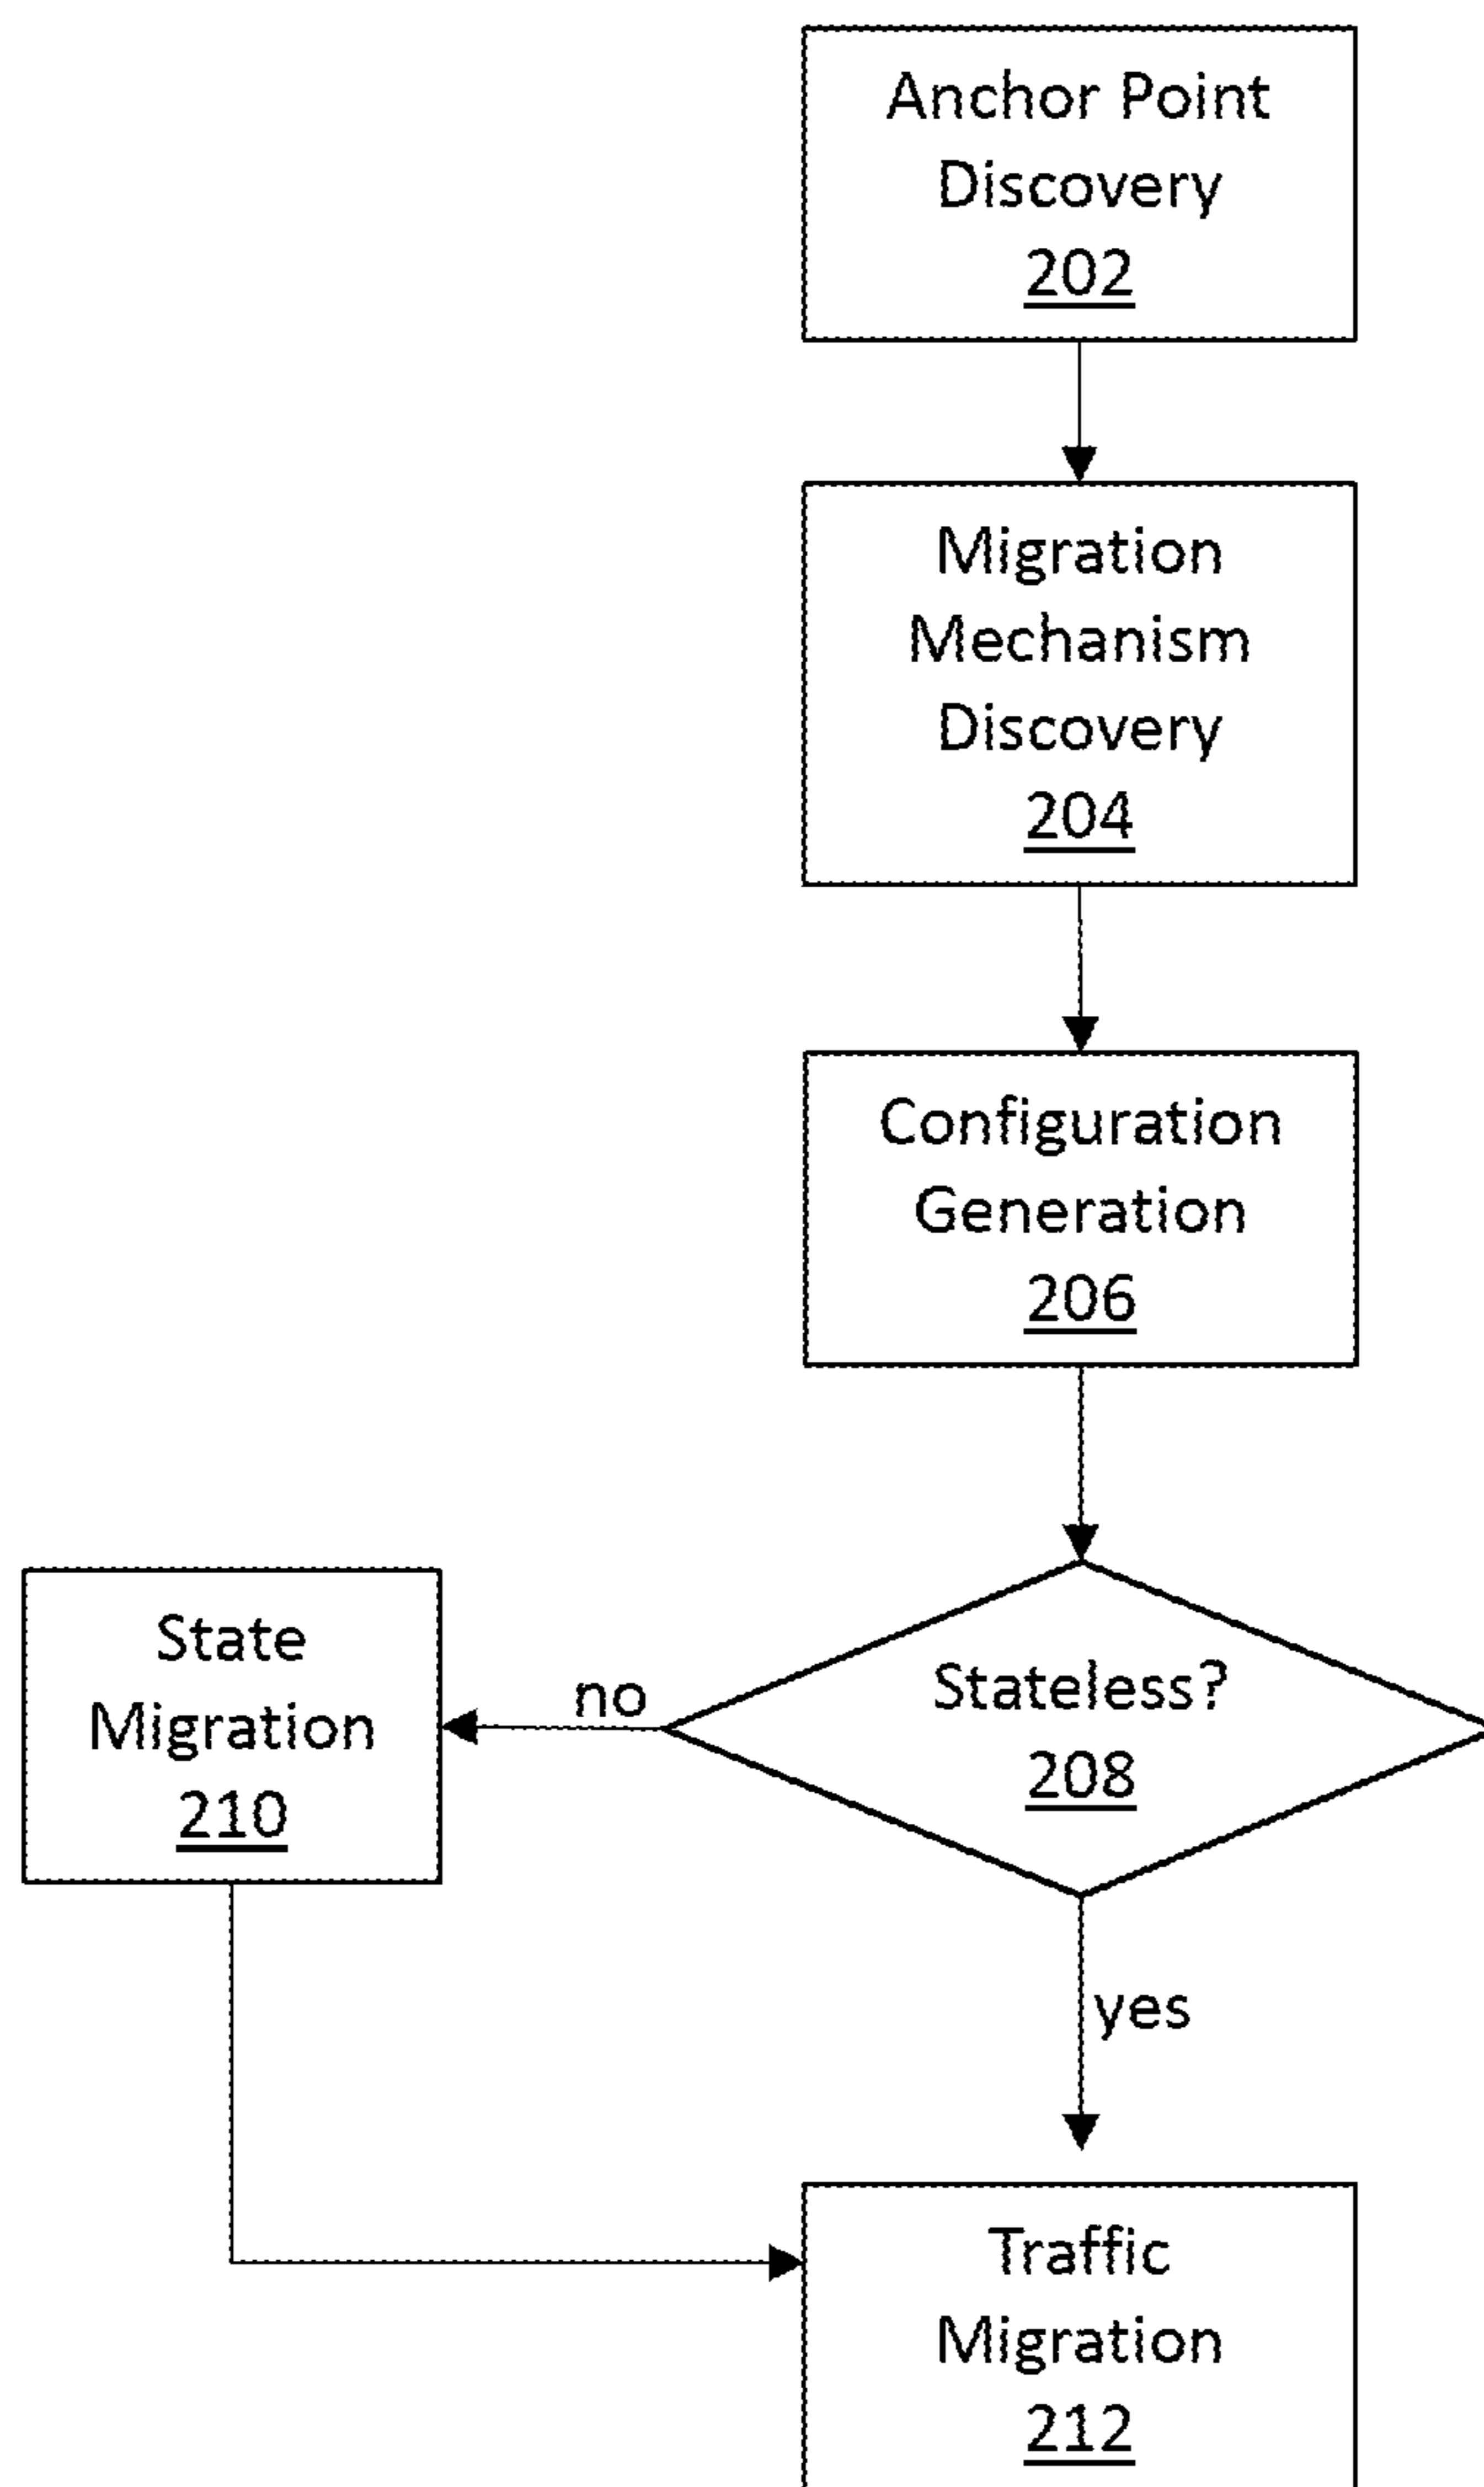 Anchor Point
Discovery
202
Migration
Mechanism
Discovery
204
Configuration
Generation
206
Stateless?
208
no
State
Migration
210
yes
Traffic
Migration
212